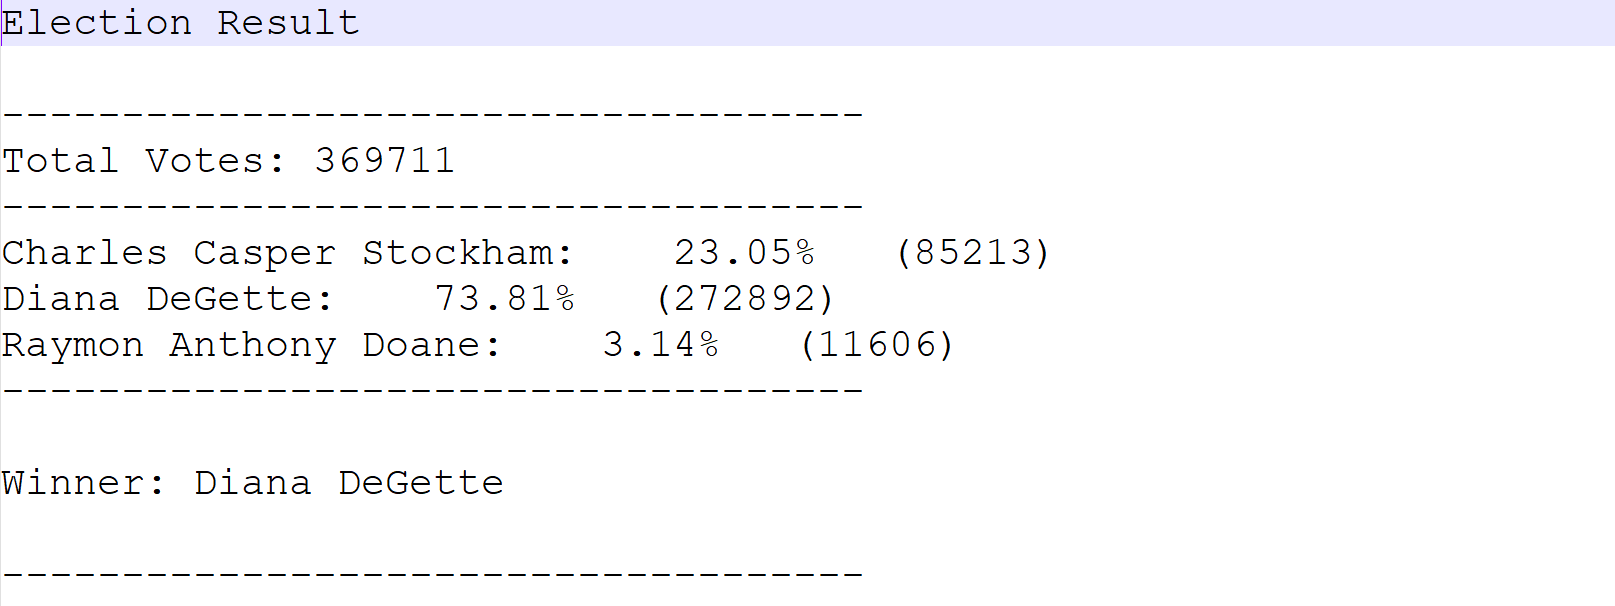 Election Result
------------------------------------
Total Votes: 369711
------------------------------------
Charles Casper Stockham:    23.05%   (85213)
Diana DeGette:    73.81%   (272892)
Raymon Anthony Doane:    3.14%   (11606)
------------------------------------
Winner: Diana DeGette
------------------------------------